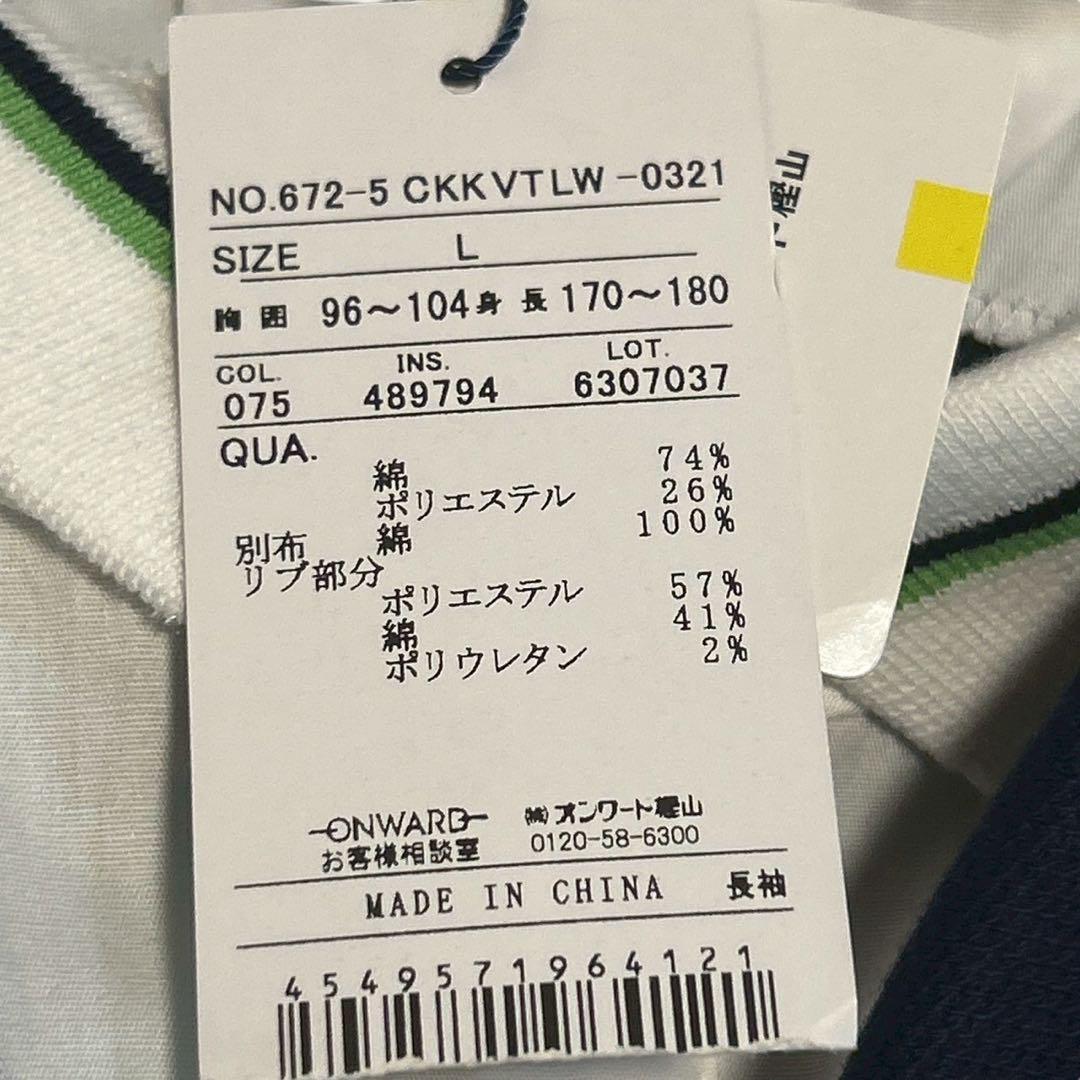 NO.672-5 CKKVTLW -0321
SIZE L
胸囲 96〜104 身長 170〜180
COL. INS. LOT.
075 489794 6307037
QUA.
綿 74%
ポリエステル 26%
別布 綿 100%
リブ部分
ポリエステル 57%
綿 41%
ポリウレタン 2%
ONWARD ㈱オンワード樫山
お客様相談室 0120-58-6300
MADE IN CHINA 長袖
4549571964121
ド樫山